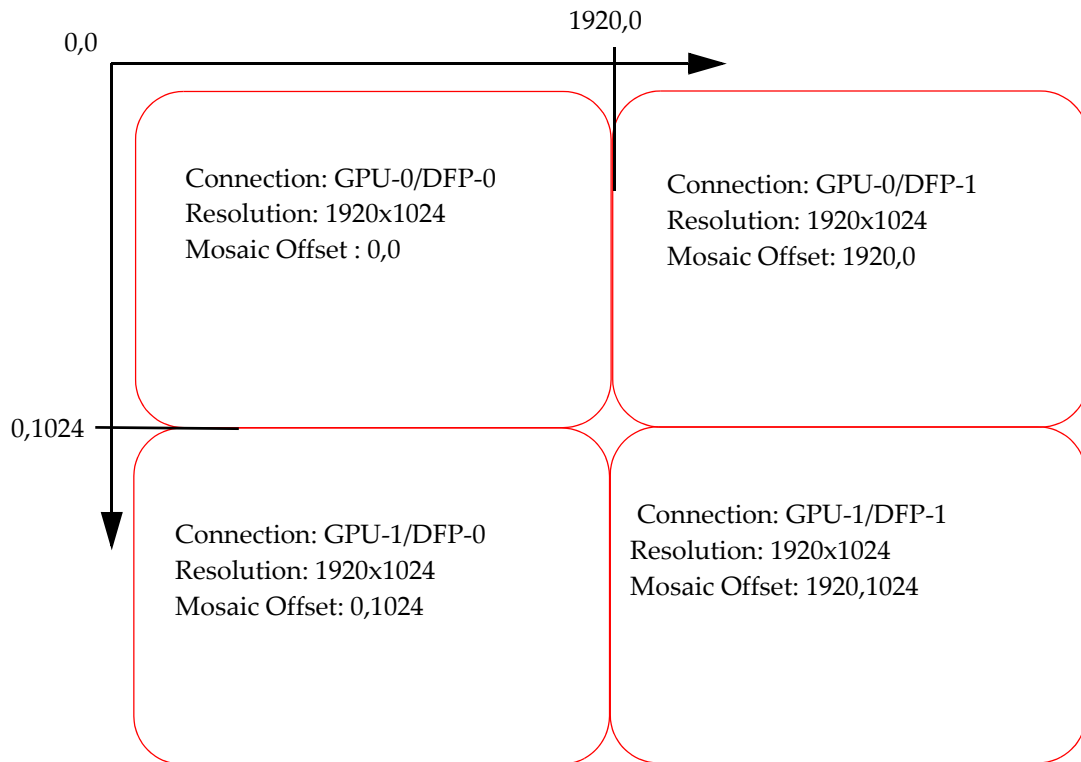 1920,0
0,0
Connection: GPU-0/DFP-0
Resolution: 1920x1024
Mosaic Offset : 0,0
Connection: GPU-0/DFP-1
Resolution: 1920x1024
Mosaic Offset: 1920,0
0,1024
Connection: GPU-1/DFP-0
Resolution: 1920x1024
Mosaic Offset: 0,1024
Connection: GPU-1/DFP-1
Resolution: 1920x1024
Mosaic Offset: 1920,1024